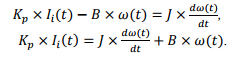 K_p × I_i(t) − B × ω(t) = J × dω(t)/dt,
K_p × I_i(t) = J × dω(t)/dt + B × ω(t).